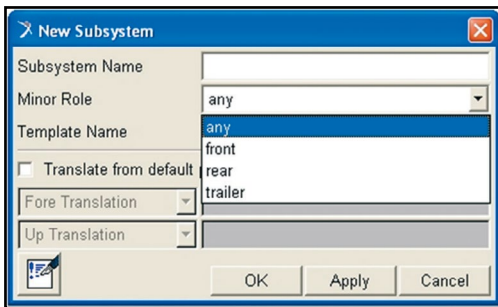 New Subsystem
Subsystem Name
Minor Role any
Template Name any
front
Translate from default rear
trailer
Fore Translation
Up Translation
OK Apply Cancel